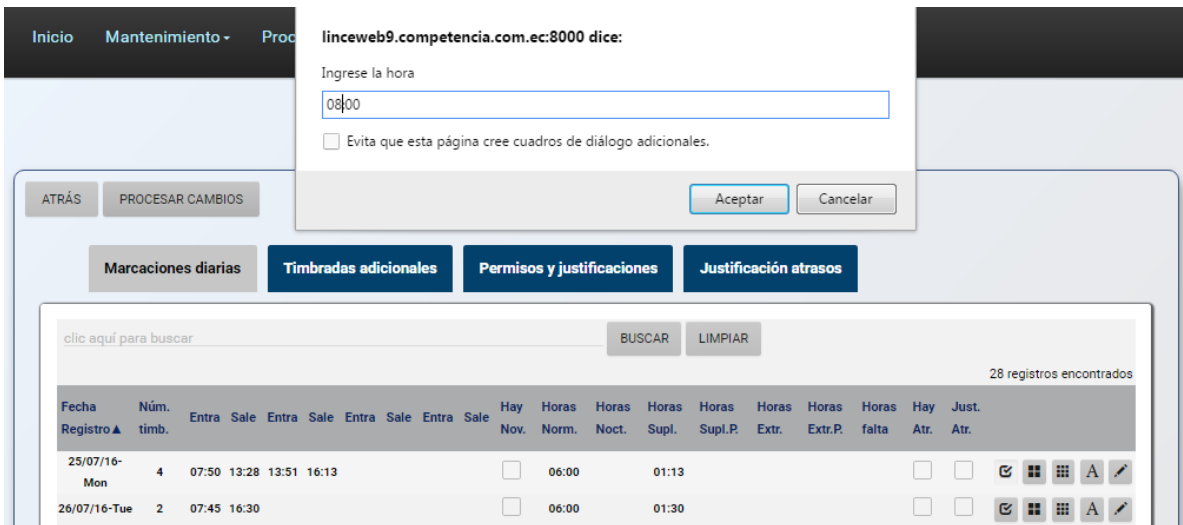 Inicio Mantenimiento Proc
linceweb9.competencia.com.ec:8000 dice:
Ingrese la hora
08:00
Evita que esta página cree cuadros de diálogo adicionales.
Aceptar Cancelar
ATRÁS PROCESAR CAMBIOS
Marcaciones diarias Timbradas adicionales Permisos y justificaciones Justificación atrasos
clic aquí para buscar BUSCAR LIMPIAR
28 registros encontrados
Fecha Núm. Entra Sale Entra Sale Entra Sale Entra Sale Hay Horas Horas Horas Horas Horas Horas Horas Hay Just.
Registro▲ timb. Nov. Norm. Noct. Supl. Supl.P. Extr. Extr.P. falta Atr. Atr.
25/07/16-
Mon 4 07:50 13:28 13:51 16:13 06:00 01:13 A
26/07/16-Tue 2 07:45 16:30 06:00 01:30 A